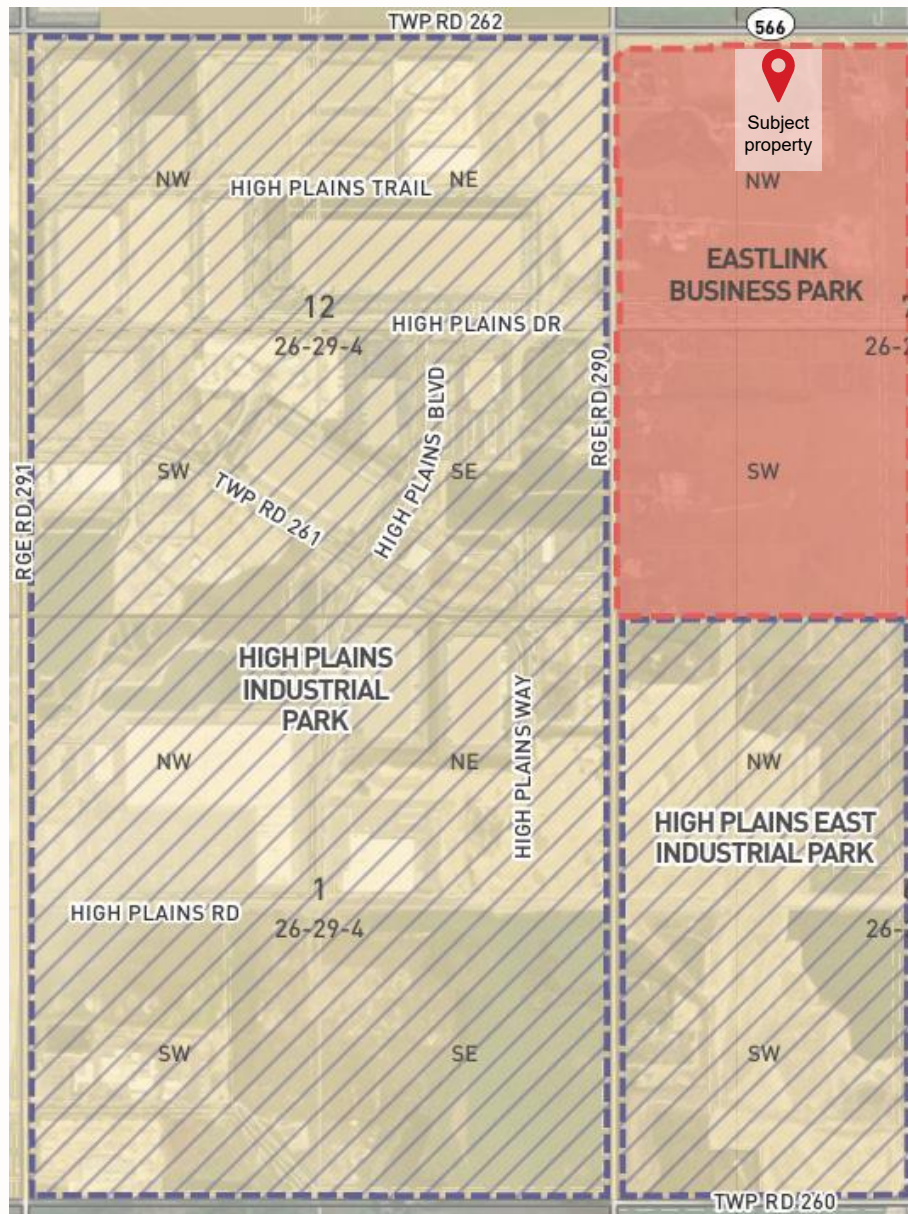 TWP RD 262
566
Subject
property
NW
HIGH PLAINS TRAIL
NE
NW
EASTLINK
BUSINESS PARK
12
26-29-4
HIGH PLAINS DR
26-2
RGE RD 290
HIGH PLAINS BLVD
RGE RD 291
SW
TWP RD 261
SE
SW
HIGH PLAINS
INDUSTRIAL
PARK
HIGH PLAINS WAY
NW
NE
NW
HIGH PLAINS EAST
INDUSTRIAL PARK
1
26-29-4
HIGH PLAINS RD
26-
SW
SE
SW
TWP RD 260